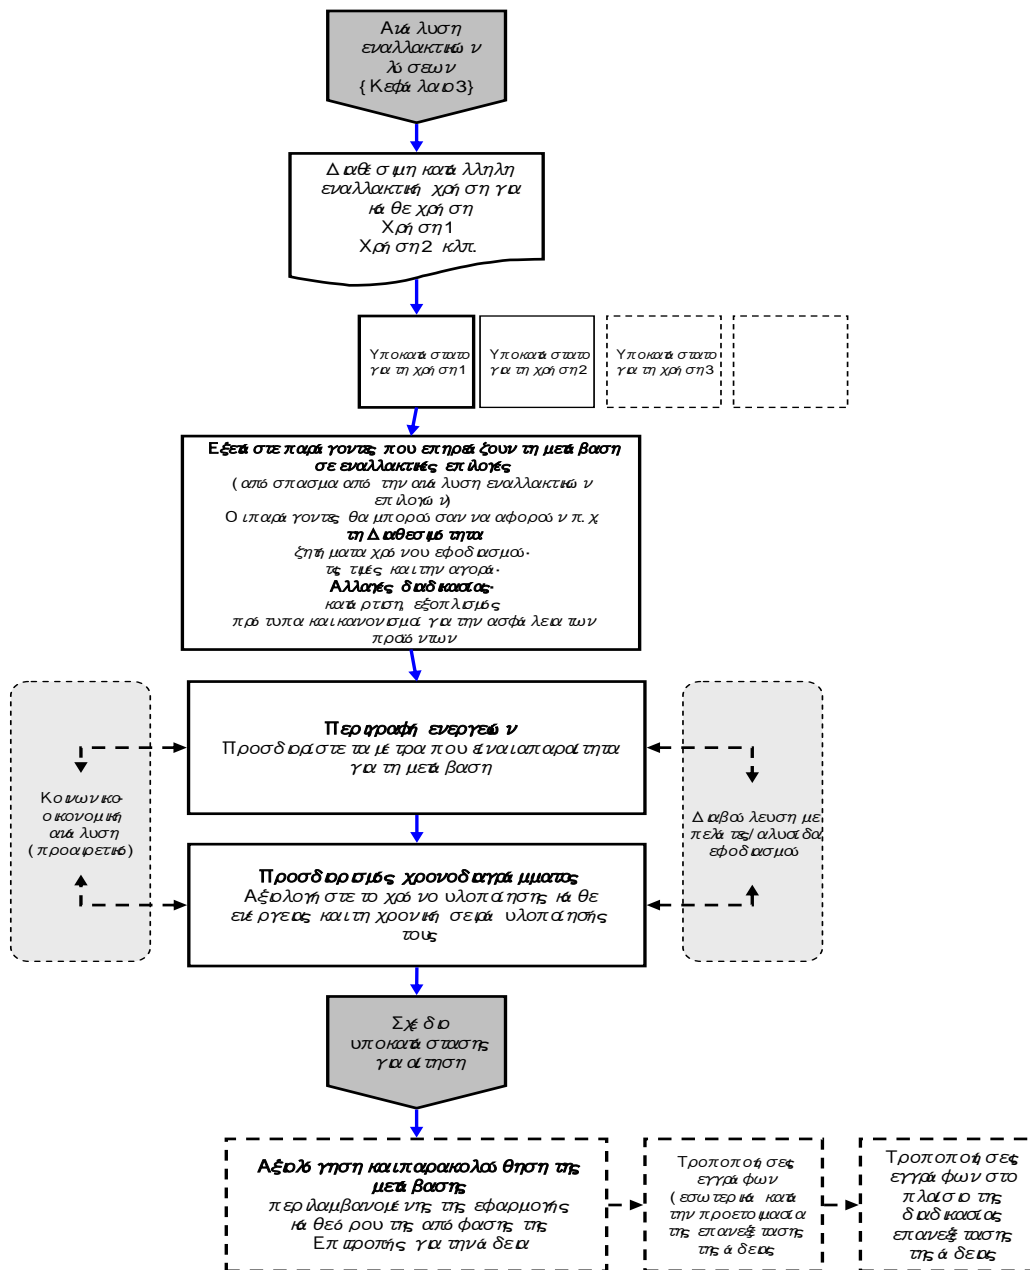 Ανάλυση
εναλλακτικών
λύσεων
{Κεφάλαιο 3}
Διαθέσιμη κατάλληλη
εναλλακτική χρήση για
κάθε χρήση
Χρήση 1
Χρήση 2 κλπ.
Υποκατάστατο
για τη χρήση 1
Υποκατάστατο
για τη χρήση 2
Υποκατάστατο
για τη χρήση 3
Εξετάστε παράγοντες που επηρεάζουν τη μετάβαση
σε εναλλακτικές επιλογές
(απόσπασμα από την ανάλυση εναλλακτικών
επιλογών)
Οι παράγοντες θα μπορούσαν να αφορούν π.χ.
τη Διαθεσιμότητα
ζητήματα χρόνου εφοδιασμού·
τις τιμές και την αγορά·
Αλλαγές διαδικασίας·
κατάρτιση, εξοπλισμός
πρότυπα και κανονισμοί για την ασφάλεια των
προϊόντων
Περιγραφή ενεργειών
Προσδιορίστε τα μέτρα που είναι απαραίτητα
για τη μετάβαση
Κοινωνικο-
οικονομική
ανάλυση
(προαιρετικό)
Διαβούλευση με
πελάτες/αλυσίδα
εφοδιασμού
Προσδιορισμός χρονοδιαγράμματος
Αξιολογήστε το χρόνο υλοποίησης κάθε
ενέργειας και τη χρονική σειρά υλοποίησής
τους
Σχέδιο
υποκατάστασης
για αίτηση
Αξιολόγηση και παρακολούθηση της
μετάβασης
περιλαμβανομένης της εφαρμογής
κάθε όρου της απόφασης της
Επιτροπής για την άδεια
Τροποποιήσεις
εγγράφων
(εσωτερικά κατά
την προετοιμασία
της επανεξέτασης
της άδειας
Τροποποιήσεις
εγγράφων στο
πλαίσιο της
διαδικασίας
επανεξέτασης
της άδειας